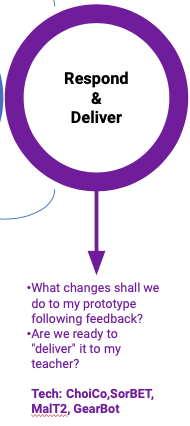 Respond
&
Deliver
•What changes shall we
do to my prototype
following feedback?
•Are we ready to
"deliver" it to my
teacher?
Tech: ChoiCo,SorBET,
MaIT2, GearBot